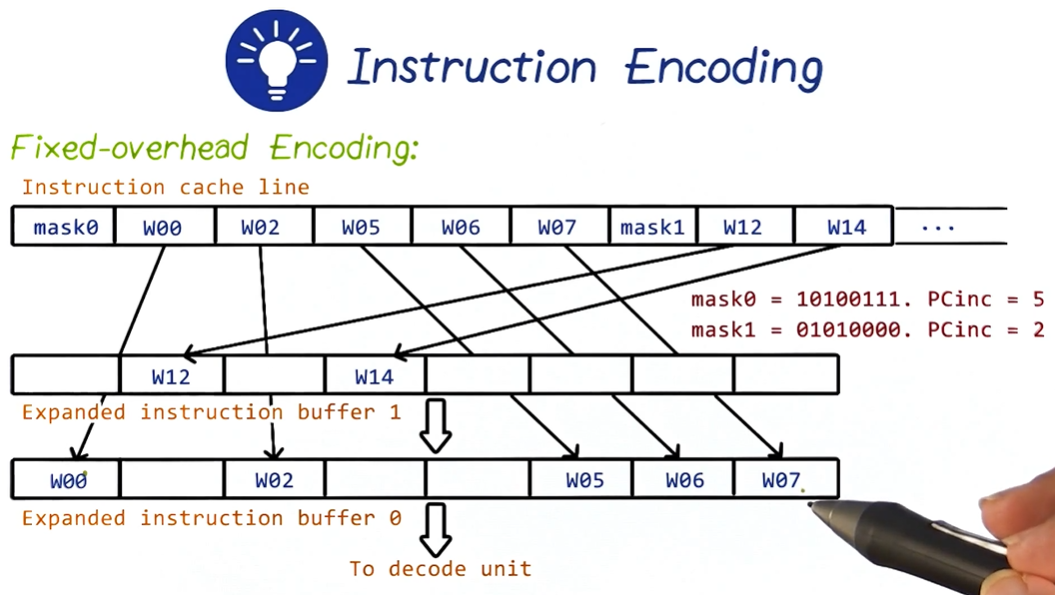 Instruction Encoding
Fixed-overhead Encoding:
Instruction cache line
mask0 W00 W02 W05 W06 W07 mask1 W12 W14 ...
mask0 = 10100111. PCinc = 5
mask1 = 01010000. PCinc = 2
W12 W14
Expanded instruction buffer 1
W00 W02 W05 W06 W07
Expanded instruction buffer 0
To decode unit